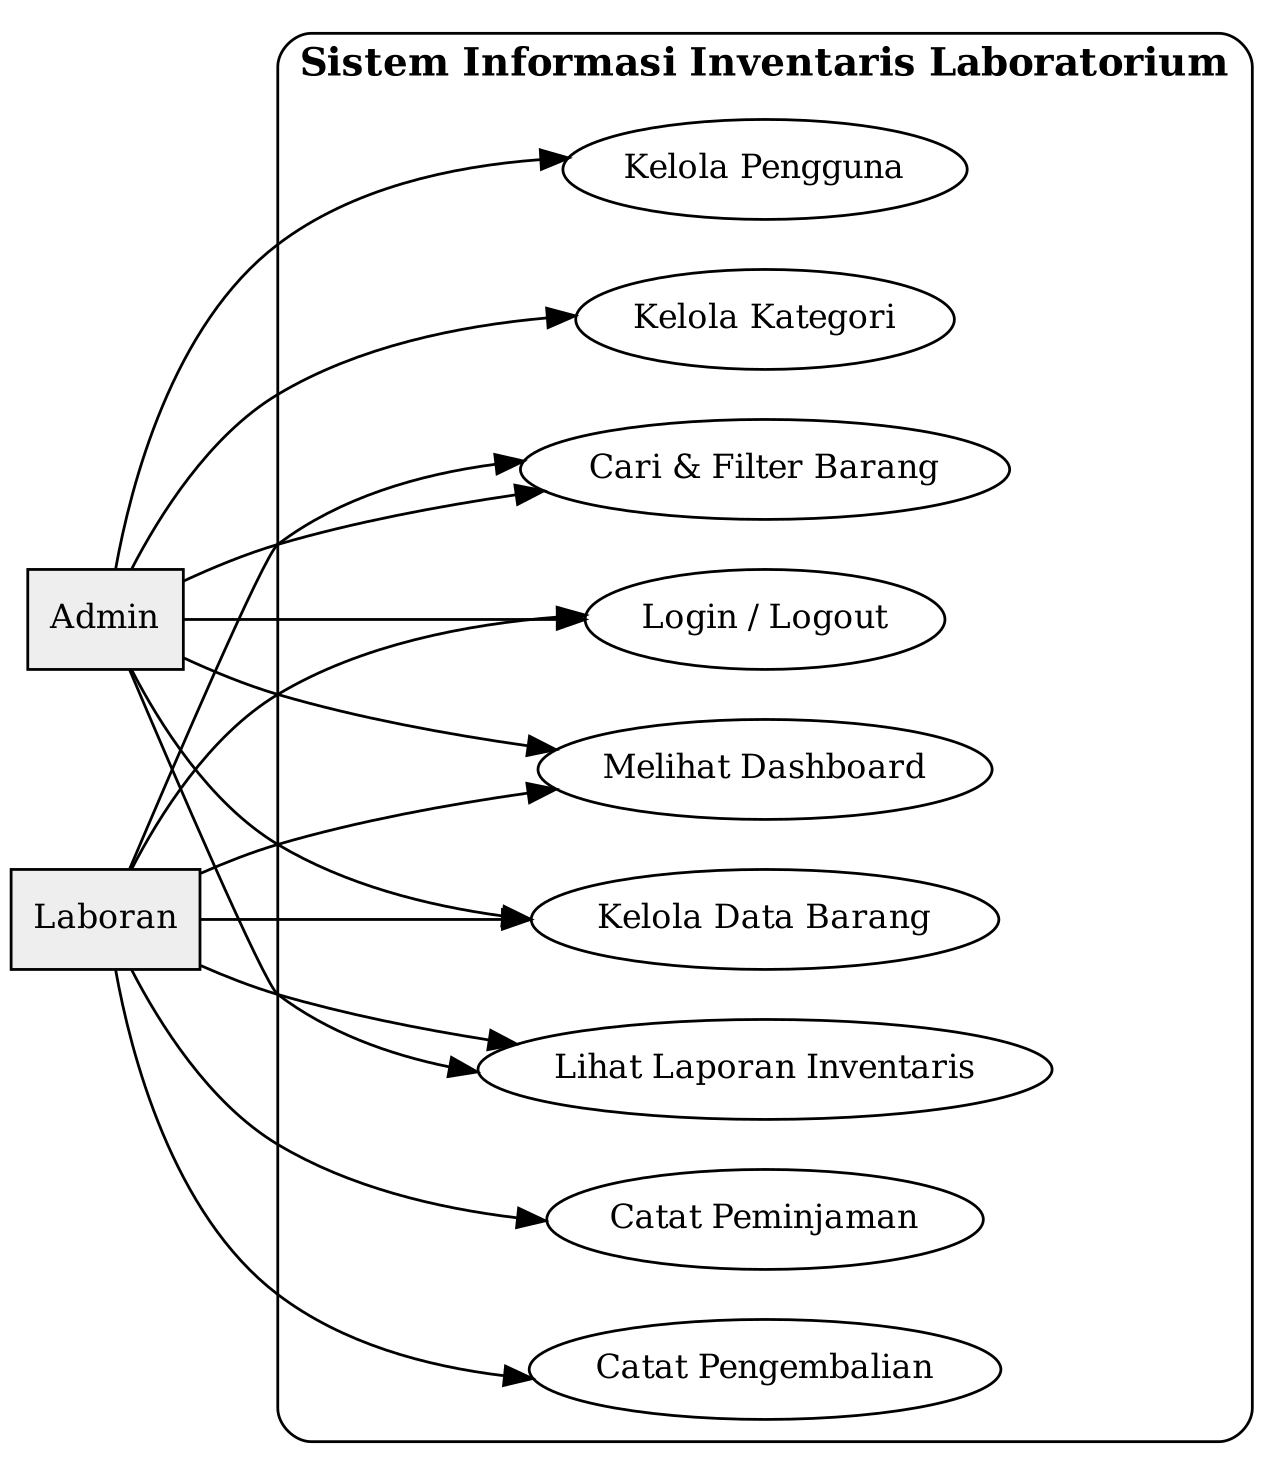 Sistem Informasi Inventaris Laboratorium
Kelola Pengguna
Kelola Kategori
Cari & Filter Barang
Admin
Login / Logout
Melihat Dashboard
Laboran
Kelola Data Barang
Lihat Laporan Inventaris
Catat Peminjaman
Catat Pengembalian